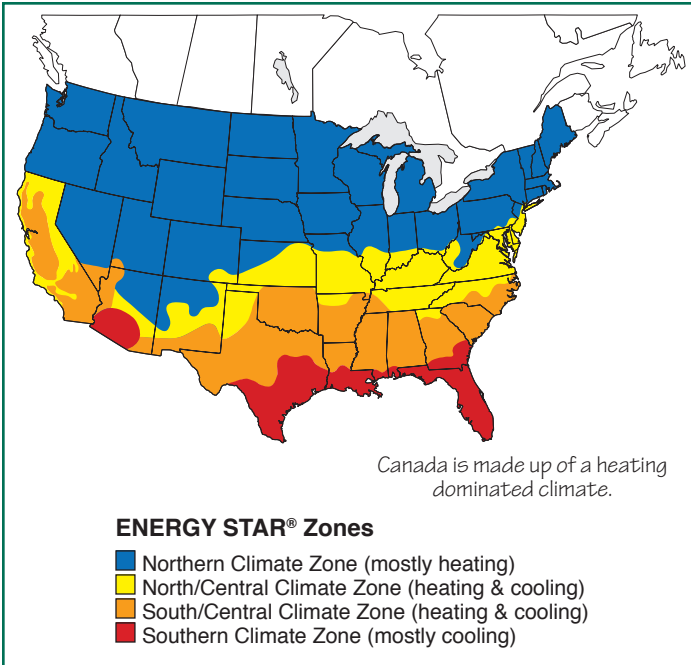 Canada is made up of a heating
dominated climate.
ENERGY STAR® Zones
Northern Climate Zone (mostly heating)
North/Central Climate Zone (heating & cooling)
South/Central Climate Zone (heating & cooling)
Southern Climate Zone (mostly cooling)